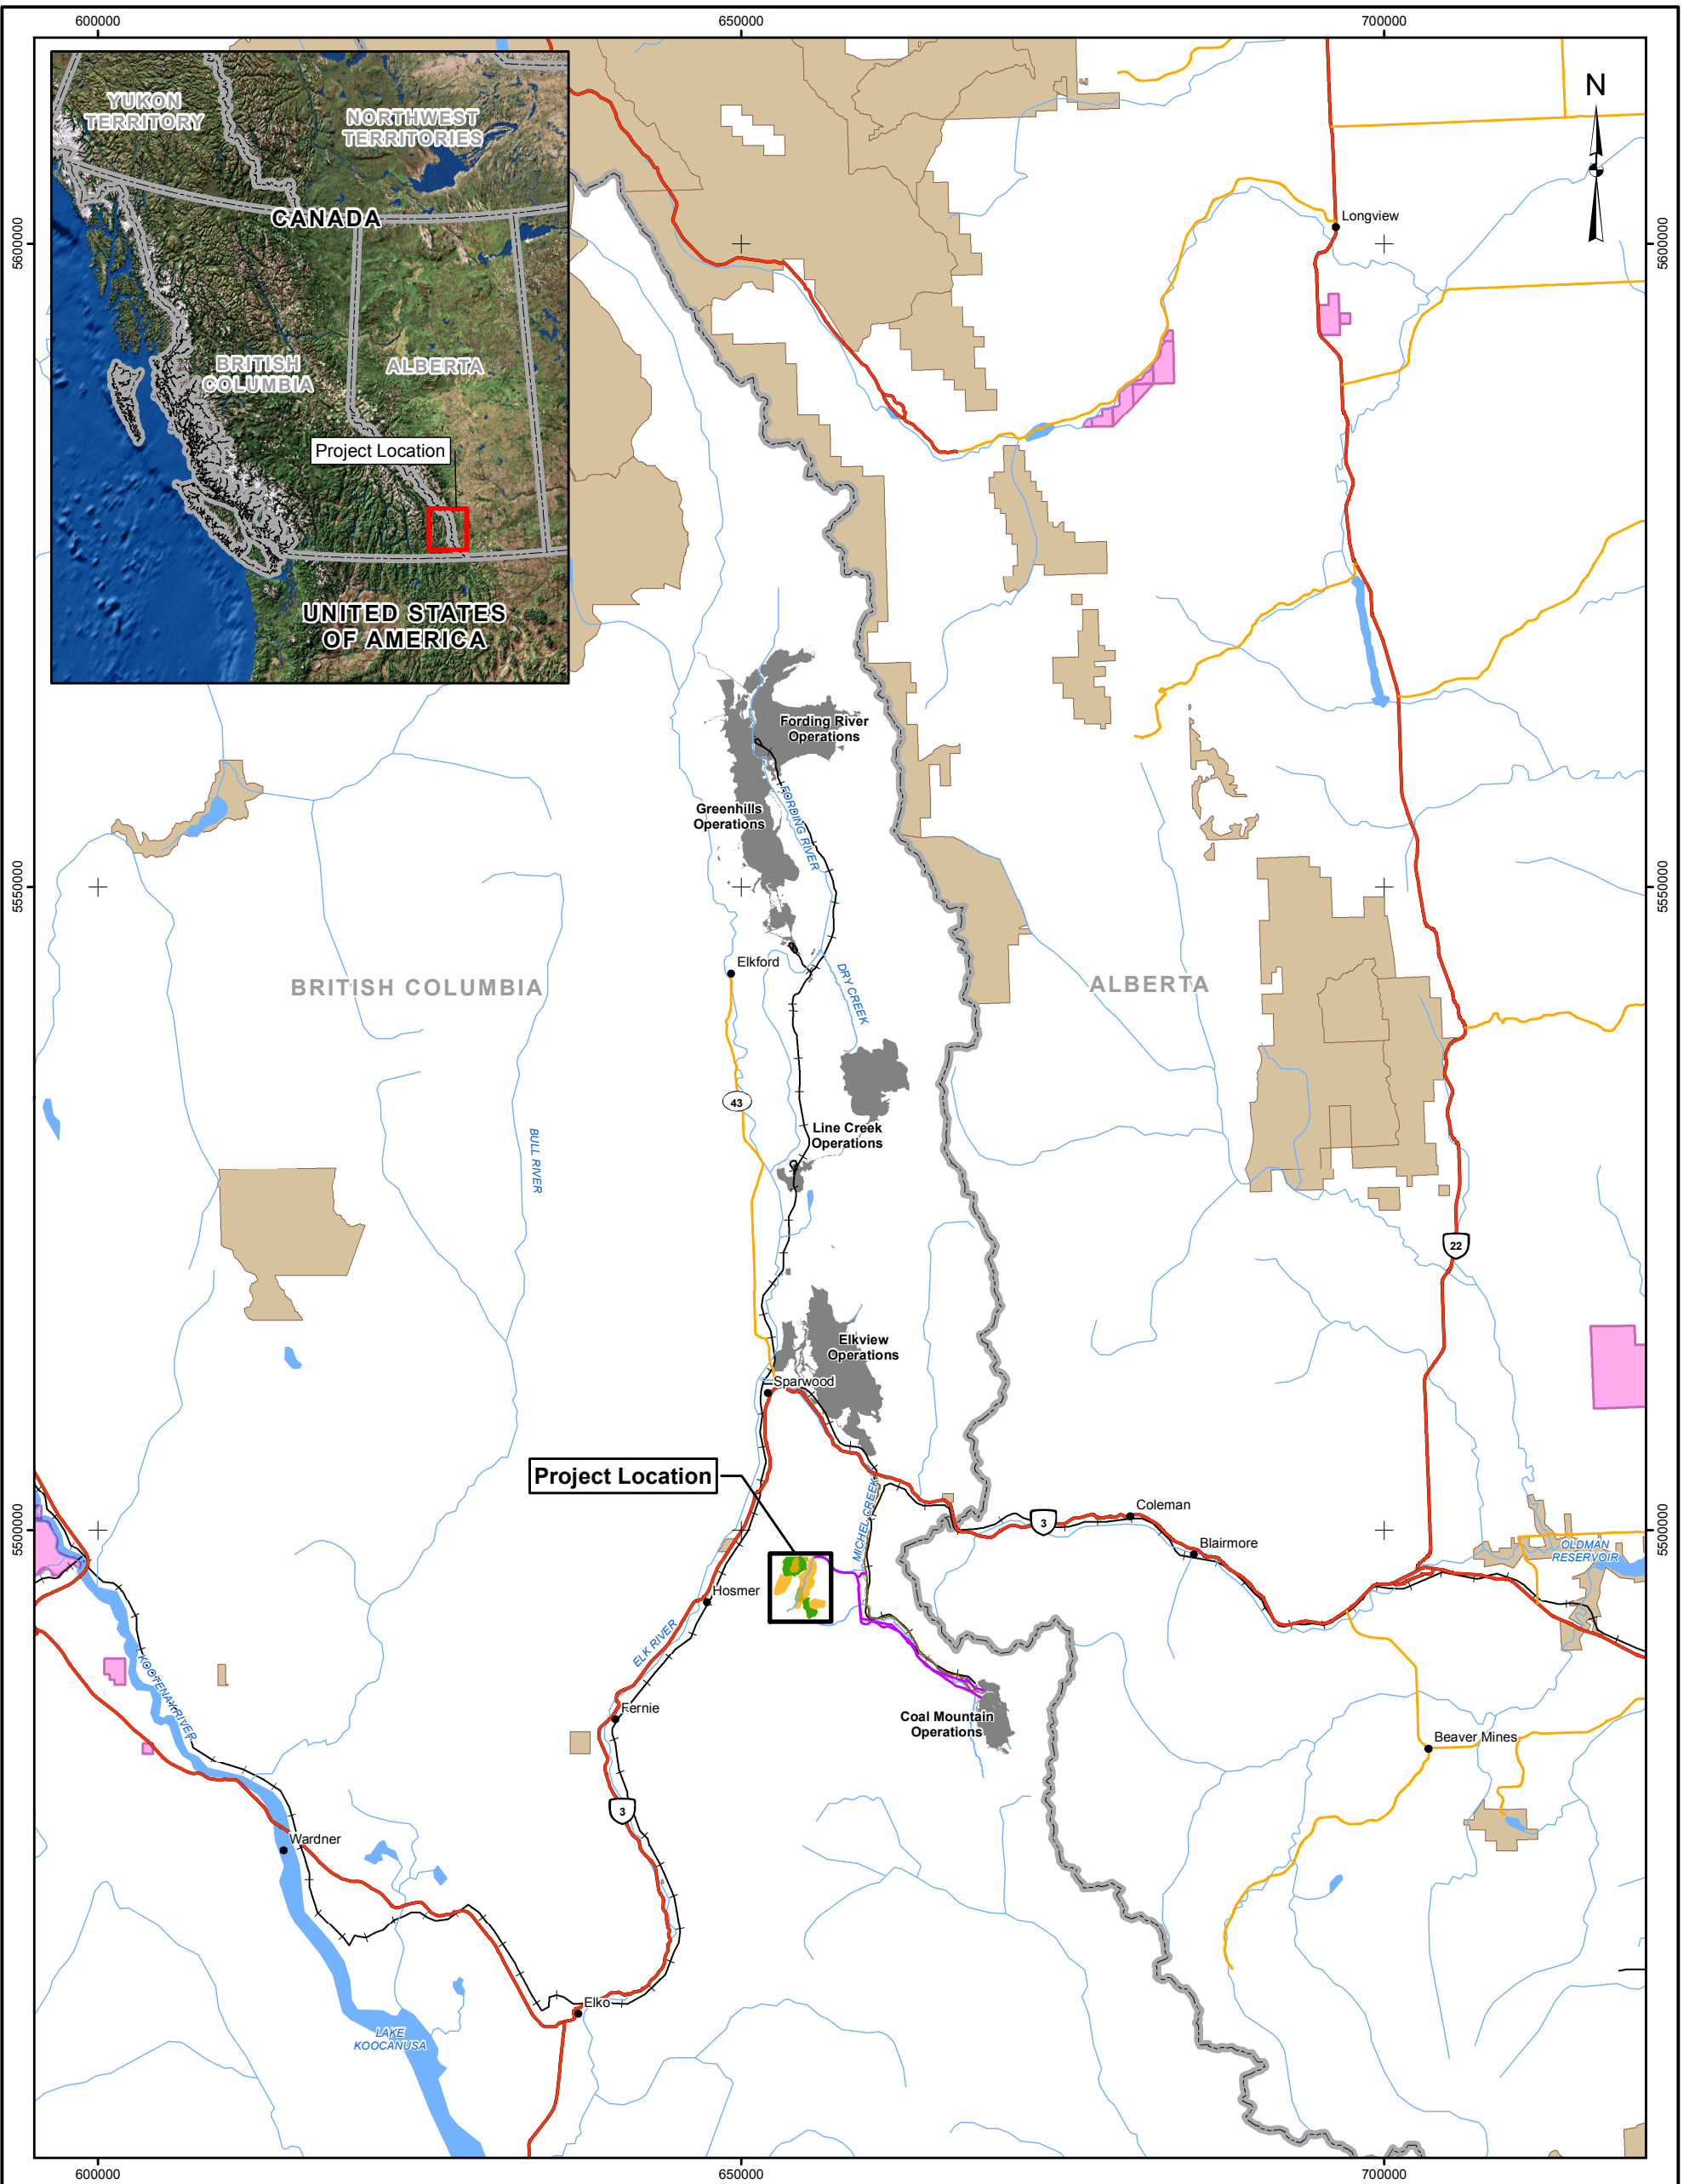 600000
650000
700000
YUKON
TERRITORY
NORTHWEST
TERRITORIES
CANADA
BRITISH
COLUMBIA
ALBERTA
Project Location
UNITED STATES
OF AMERICA
N
5600000
5600000
Longview
Fording River
Operations
Greenhills
Operations
FORDING RIVER
5550000
5550000
Elkford
DRY CREEK
BRITISH COLUMBIA
ALBERTA
43
Line Creek
Operations
BULL RIVER
22
Elkview
Operations
Sparwood
Project Location
MICHEL CREEK
3
Coleman
Blairmore
5500000
5500000
OLDMAN
RESERVOIR
Hosmer
ELK RIVER
KOOTENAY RIVER
Fernie
Coal Mountain
Operations
Beaver Mines
3
Wardner
Elko
LAKE
KOOCANUSA
600000
650000
700000